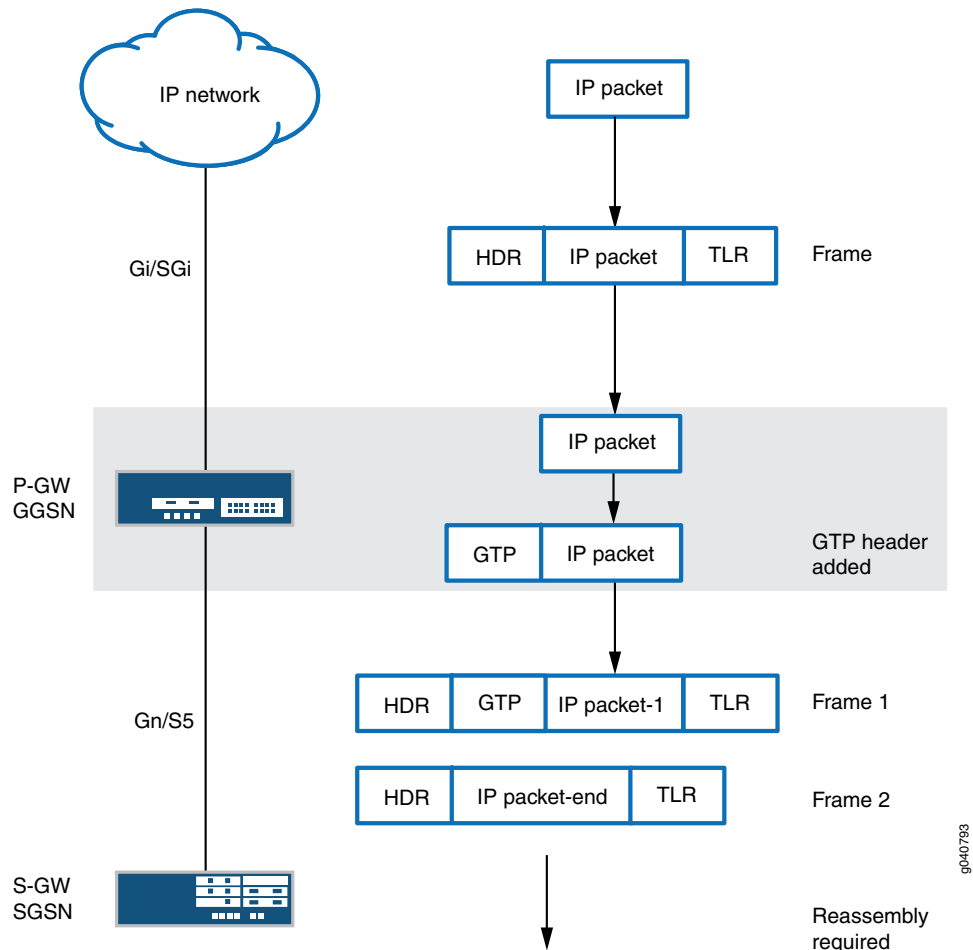 IP network
IP packet
Gi/SGi
HDR
IP packet
TLR
Frame
IP packet
P-GW
GGSN
GTP
IP packet
GTP header
added
Gn/S5
HDR
GTP
IP packet-1
TLR
Frame 1
HDR
IP packet-end
TLR
Frame 2
g040793
S-GW
SGSN
Reassembly
required